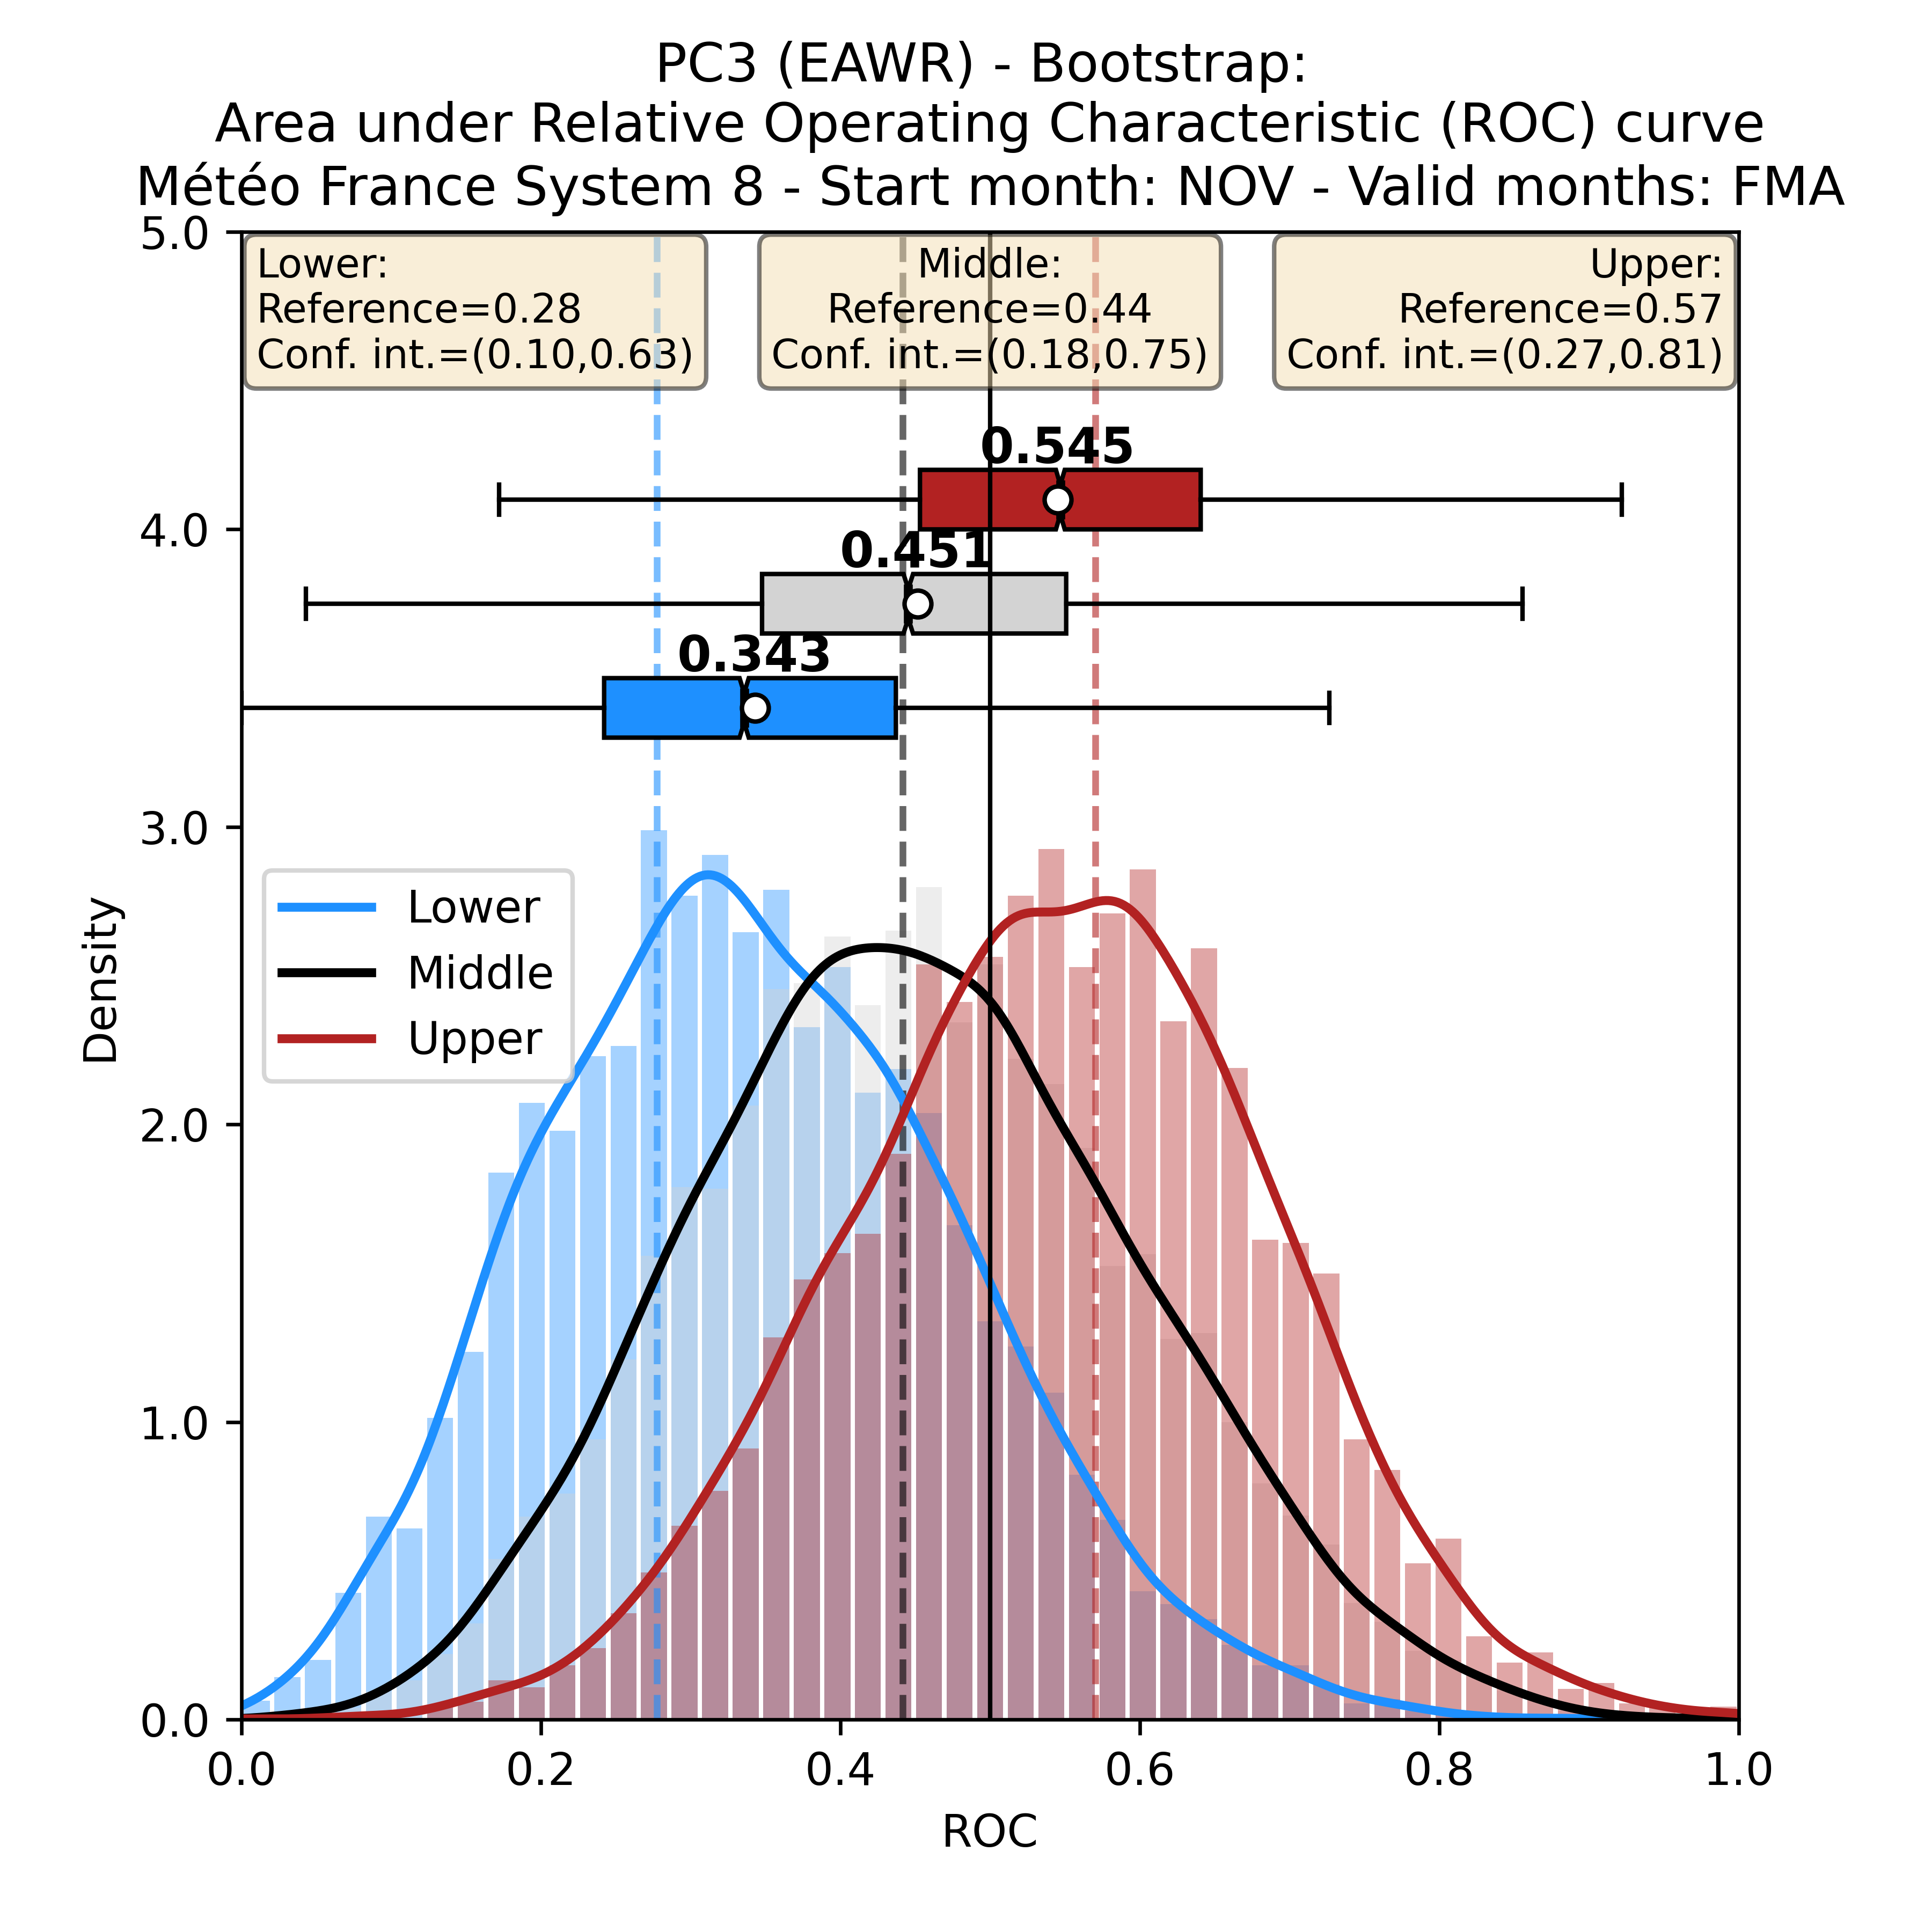 PC3 (EAWR) - Bootstrap:
Area under Relative Operating Characteristic (ROC) curve
Météo France System 8 - Start month: NOV - Valid months: FMA
5.0
Lower:
Reference=0.28
Conf. int.=(0.10,0.63)
Middle:
Reference=0.44
Conf. int.=(0.18,0.75)
Upper:
Reference=0.57
Conf. int.=(0.27,0.81)
0.545
4.0
0.451
0.343
3.0
Lower
Middle
Upper
Density
2.0
1.0
0.0
0.0
0.2
0.4
0.6
0.8
1.0
ROC